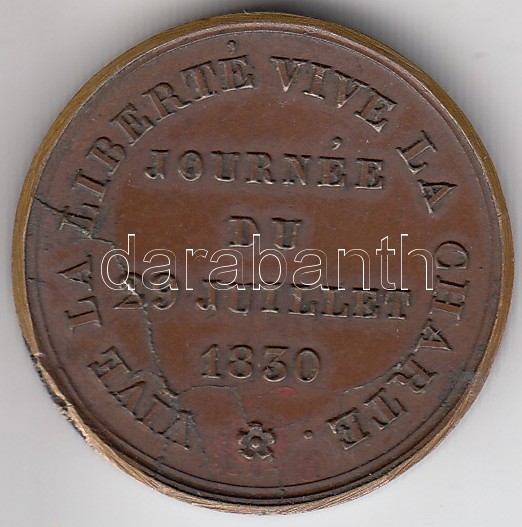 VIVE LA LIBERTÉ VIVE LA CHARTE.
JOURNÉE
DU
29 JUILLET
1830
darabanth